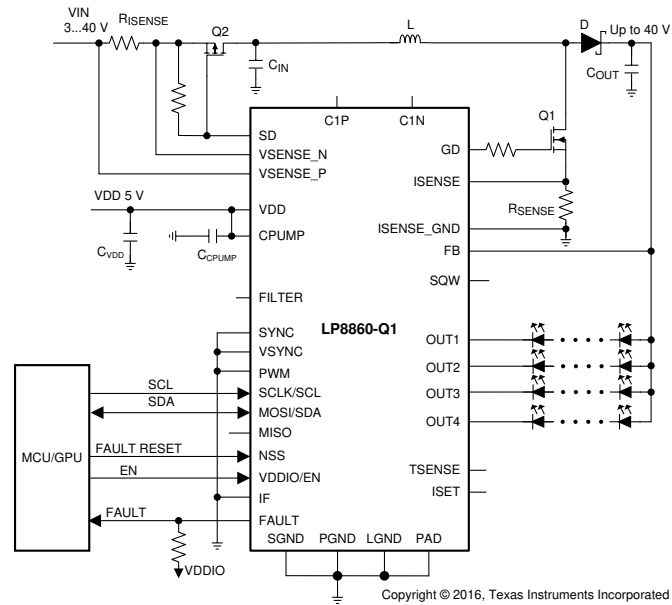 VIN
3...40 V
RISENSE
Q2
L
D
Up to 40 V
CIN
COUT
C1P
C1N
Q1
SD
GD
VSENSE_N
VSENSE_P
ISENSE
RSENSE
VDD 5 V
VDD
ISENSE_GND
CPUMP
FB
CVDD
CCPUMP
SQW
FILTER
LP8860-Q1
SYNC
OUT1
VSYNC
OUT2
PWM
SCL
SCLK/SCL
OUT3
SDA
MOSI/SDA
OUT4
MISO
MCU/GPU
FAULT RESET
NSS
TSENSE
EN
VDDIO/EN
ISET
IF
FAULT
FAULT
SGND
PGND
LGND
PAD
VDDIO
Copyright © 2016, Texas Instruments Incorporated